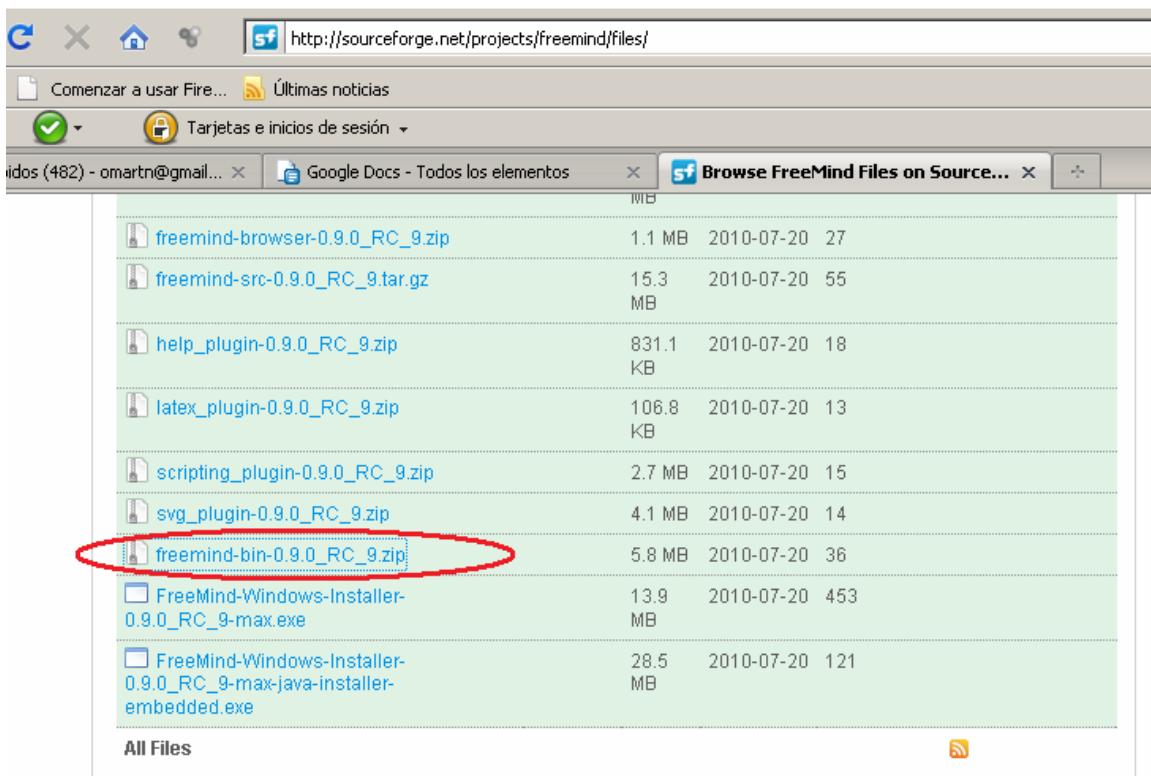 http://sourceforge.net/projects/freemind/files/
Comenzar a usar Fire... Últimas noticias
Tarjetas e inicios de sesión
idos (482) - omartn@gmail... Google Docs - Todos los elementos Browse FreeMind Files on Source...
MB
freemind-browser-0.9.0_RC_9.zip 1.1 MB 2010-07-20 27
freemind-src-0.9.0_RC_9.tar.gz 15.3 2010-07-20 55
MB
help_plugin-0.9.0_RC_9.zip 831.1 2010-07-20 18
KB
latex_plugin-0.9.0_RC_9.zip 106.8 2010-07-20 13
KB
scripting_plugin-0.9.0_RC_9.zip 2.7 MB 2010-07-20 15
svg_plugin-0.9.0_RC_9.zip 4.1 MB 2010-07-20 14
freemind-bin-0.9.0_RC_9.zip 5.8 MB 2010-07-20 36
FreeMind-Windows-Installer- 13.9 2010-07-20 453
0.9.0_RC_9-max.exe MB
FreeMind-Windows-Installer- 28.5 2010-07-20 121
0.9.0_RC_9-max-java-installer- MB
embedded.exe
All Files